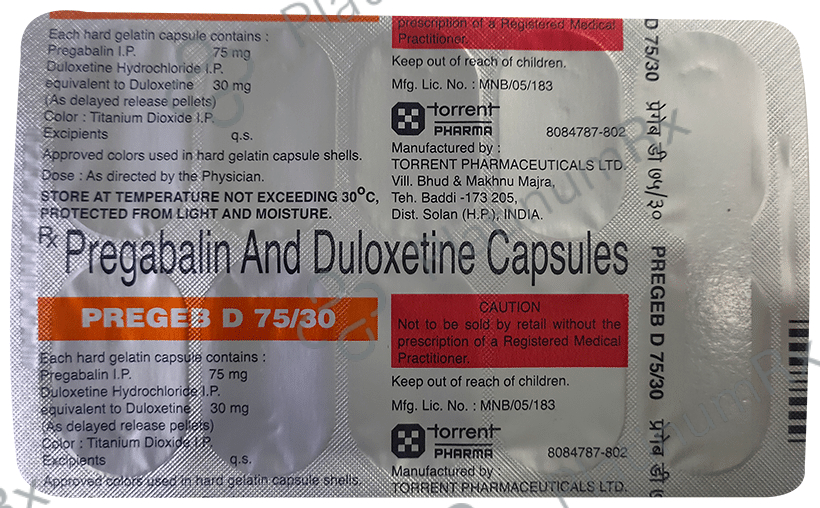 Each hard gelatin capsule contains :
Pregabalin I.P. 75 mg
Duloxetine Hydrochloride I.P.
equivalent to Duloxetine 30 mg
(As delayed release pellets)
Color : Titanium Dioxide I.P.
Excipients q.s.
Approved colors used in hard gelatin capsule shells.
Dose : As directed by the Physician.
STORE AT TEMPERATURE NOT EXCEEDING 30°C,
PROTECTED FROM LIGHT AND MOISTURE.
prescription of a Registered Medical
Practitioner.
Keep out of reach of children.
Mfg. Lic. No. : MNB/05/183
torrent
PHARMA 8084787-802
Manufactured by :
TORRENT PHARMACEUTICALS LTD.
Vill. Bhud & Makhnu Majra,
Teh. Baddi -173 205,
Dist. Solan (H.P.), INDIA.
Rx Pregabalin And Duloxetine Capsules
PREGEB D 75/30
Each hard gelatin capsule contains :
Pregabalin I.P. 75 mg
Duloxetine Hydrochloride I.P.
equivalent to Duloxetine 30 mg
(As delayed release pellets)
Color : Titanium Dioxide I.P.
Excipients q.s.
Approved colors used in hard gelatin capsule shells.
CAUTION
Not to be sold by retail without the
prescription of a Registered Medical
Practitioner.
Keep out of reach of children.
Mfg. Lic. No. : MNB/05/183
torrent
PHARMA 8084787-802
Manufactured by :
TORRENT PHARMACEUTICALS LTD.
D 75/30 प्रेगेब डी ७५/३० PREGEB D 75/30 प्रेगेब डी
PlatinumRx